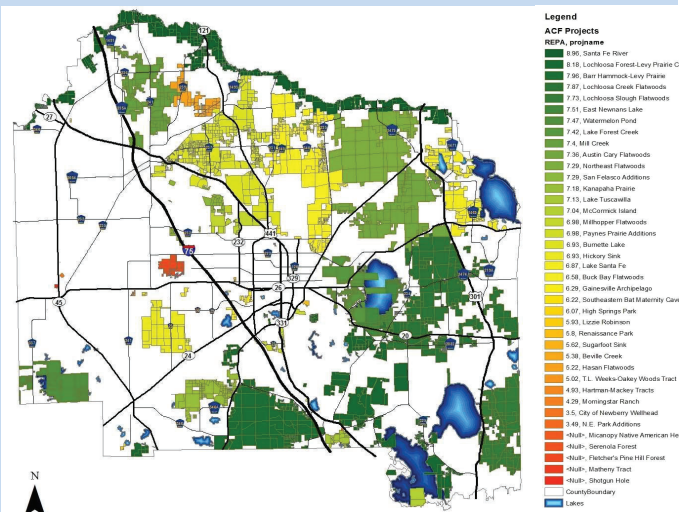 Legend
ACF Projects
REPA, projname
8.96, Santa Fe River
8.18, Lochloosa Forest-Levy Prairie C
7.96, Barr Hammock-Levy Prairie
7.87, Lochloosa Creek Flatwoods
7.73, Lochloosa Slough Flatwoods
7.51, East Newnans Lake
7.47, Watermelon Pond
7.42, Lake Forest Creek
7.4, Mill Creek
7.36, Austin Cary Flatwoods
7.29, Northeast Flatwoods
7.29, San Felasco Additions
7.18, Kanapaha Prairie
7.13, Lake Tuscawilla
7.04, McCormick Island
6.98, Millhopper Flatwoods
6.98, Paynes Prairie Additions
6.93, Burnette Lake
6.93, Hickory Sink
6.87, Lake Santa Fe
6.58, Buck Bay Flatwoods
6.29, Gainesville Archipelago
6.22, Southeastern Bat Maternity Cave
6.07, High Springs Park
5.93, Lizzie Robinson
5.8, Renaissance Park
5.62, Sugarfoot Sink
5.38, Beville Creek
5.22, Hasan Flatwoods
5.02, T.L. Weeks-Oakey Woods Tract
4.93, Hartman-Mackey Tracts
4.29, Morningstar Ranch
3.5, City of Newberry Wellhead
3.49, N.E. Park Additions
<Null>, Micanopy Native American He
<Null>, Serenola Forest
<Null>, Fletcher's Pine Hill Forest
<Null>, Matheny Tract
<Null>, Shotgun Hole
CountyBoundary
Lakes
121
27
441
232
75
26
329
331
301
45
20
24
N